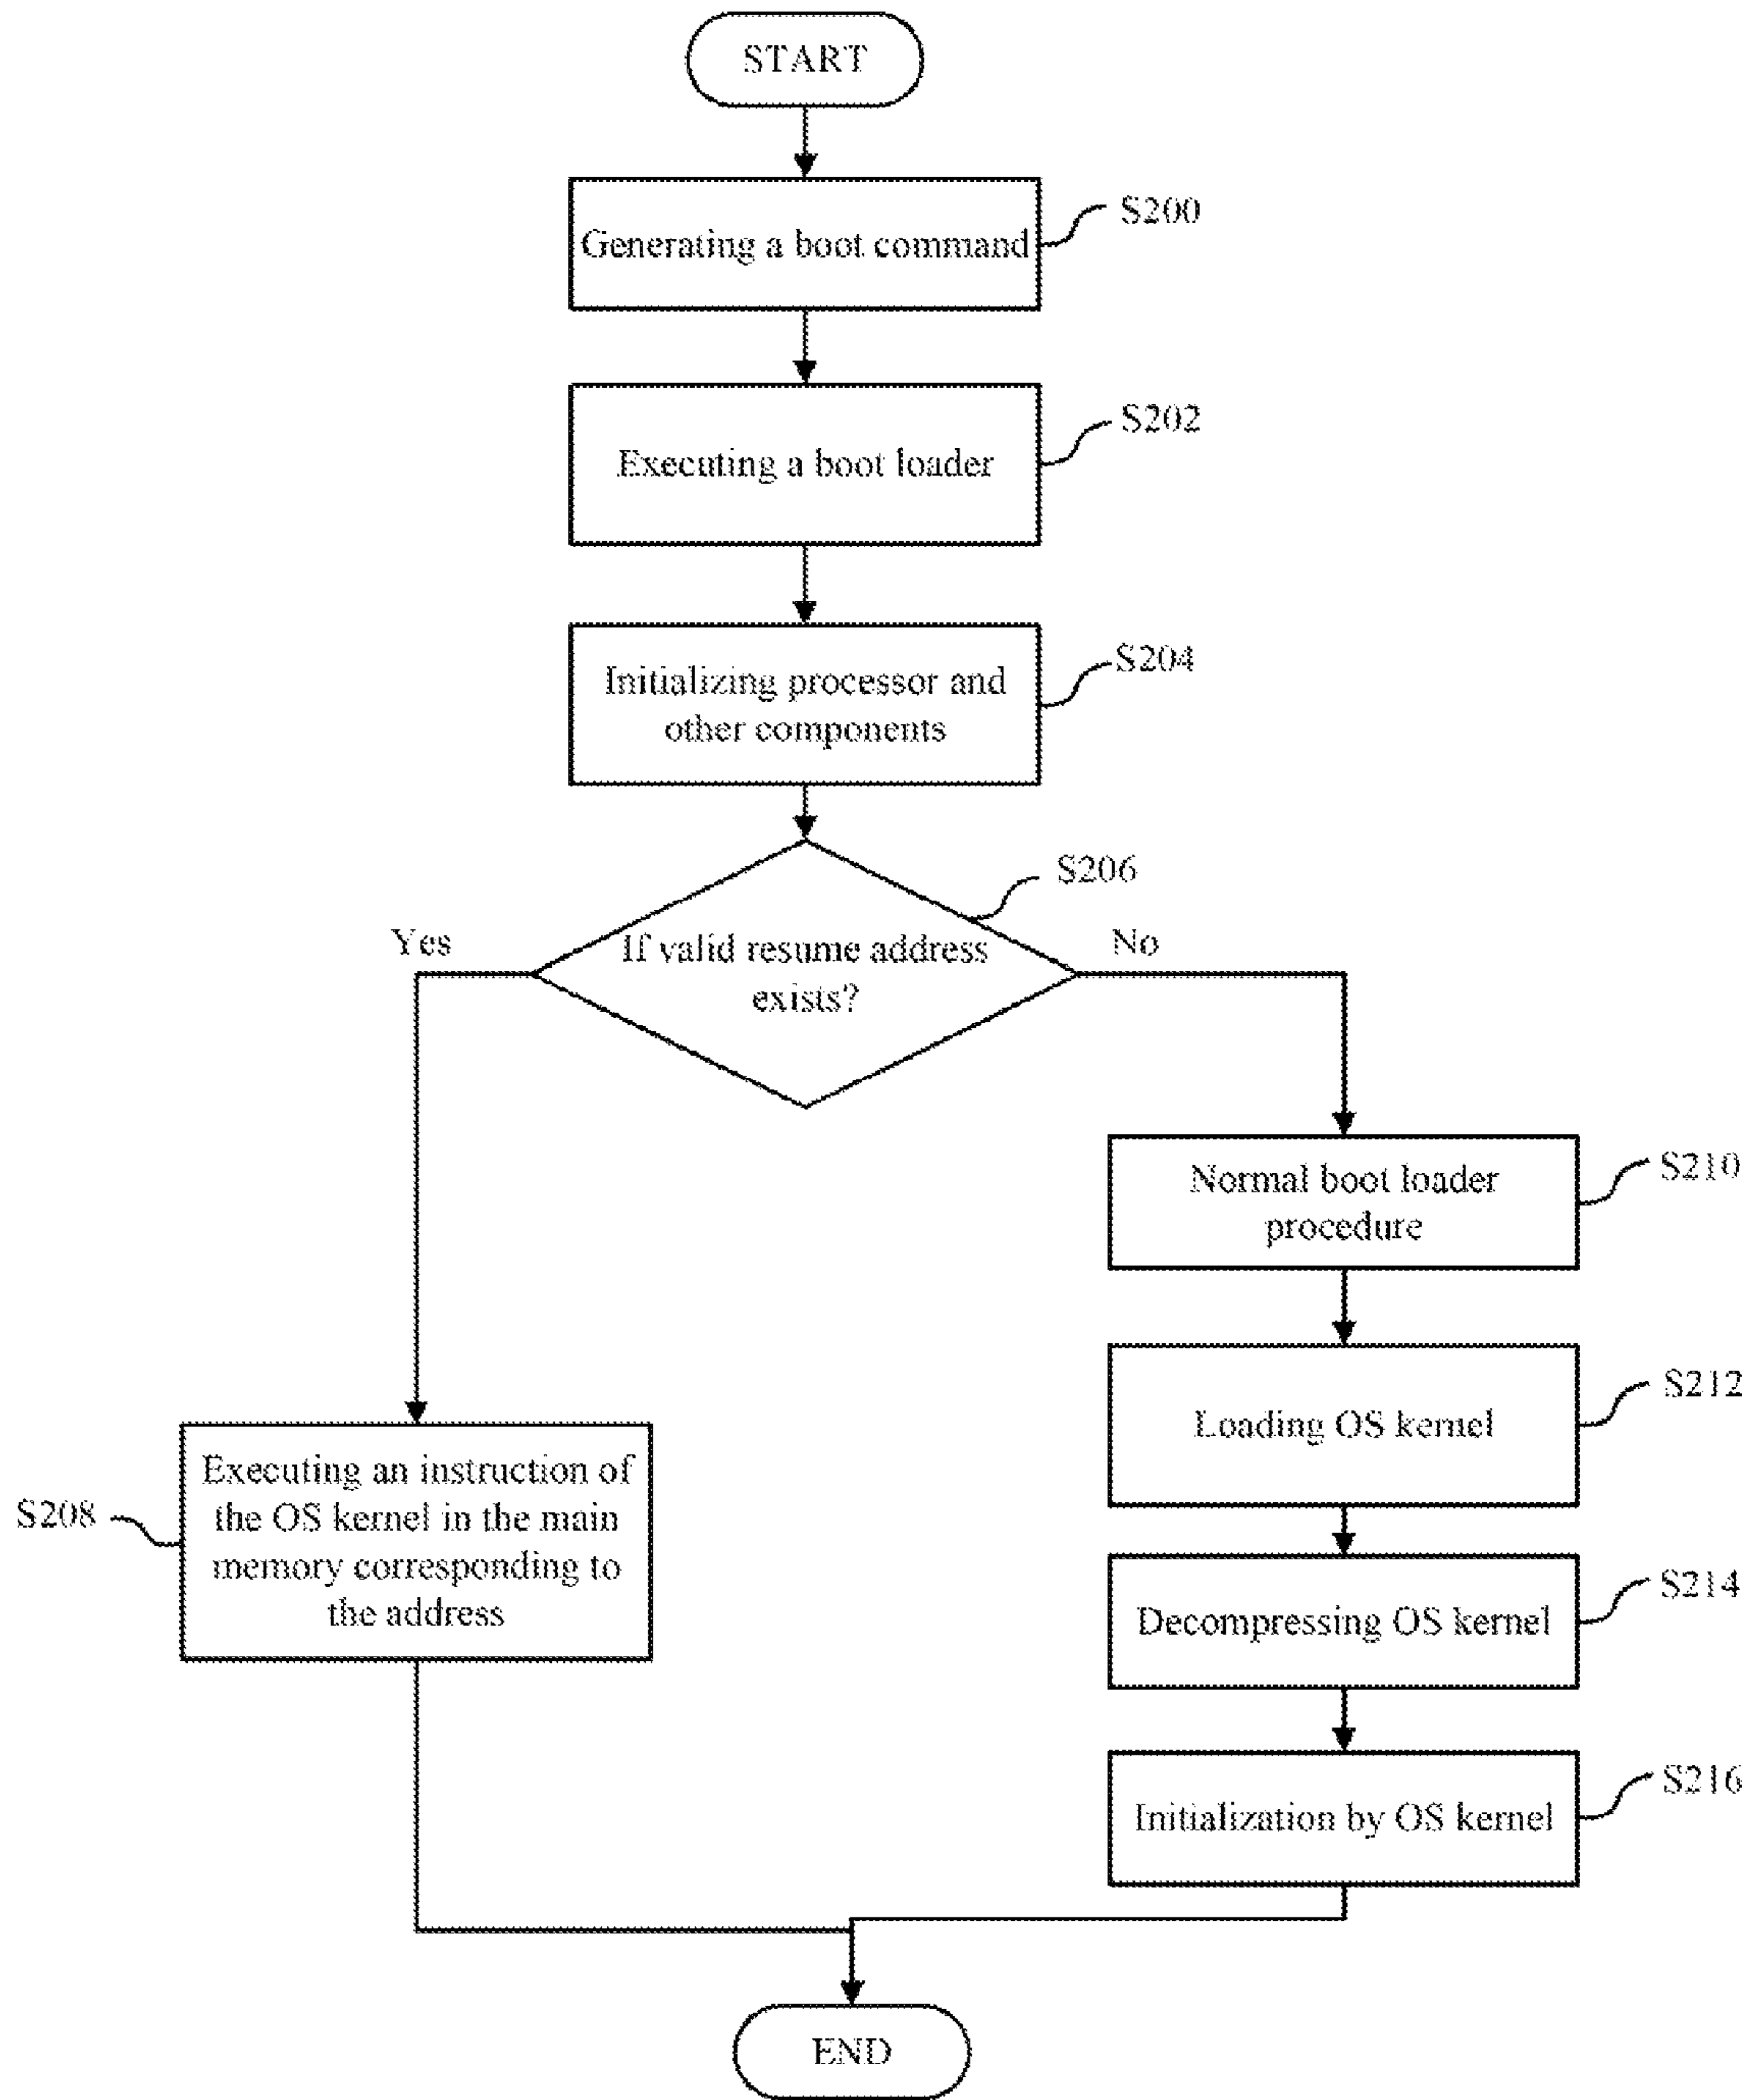 START
Generating a boot command
S200
Executing a boot loader
S202
Initializing processor and
other components
S204
If valid resume address
exists?
S206
Yes
No
Executing an instruction of
the OS kernel in the main
memory corresponding to
the address
S208
Normal boot loader
procedure
S210
Loading OS kernel
S212
Decompressing OS kernel
S214
Initialization by OS kernel
S216
END